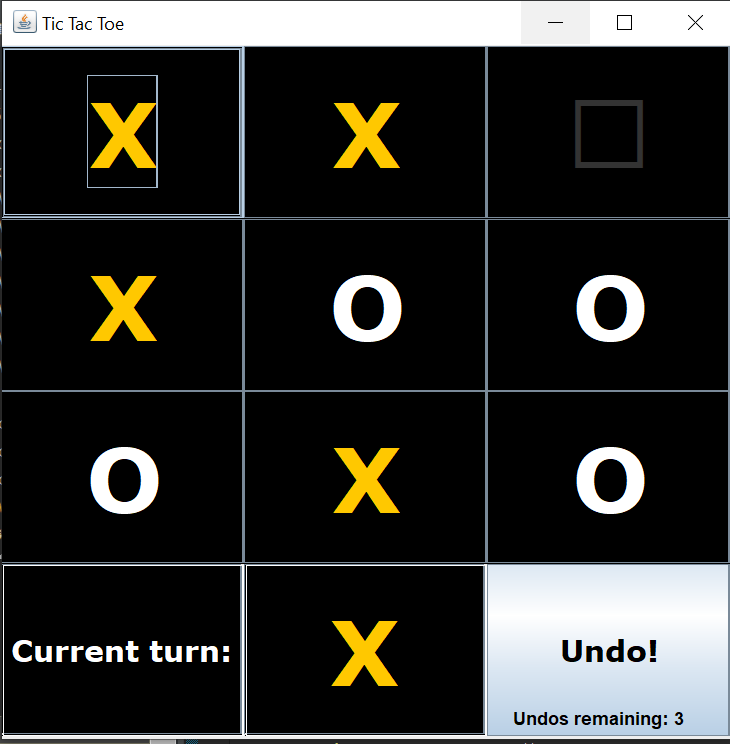 Tic Tac Toe
X X
X O O
O X O
Current turn: X Undo!
Undos remaining: 3